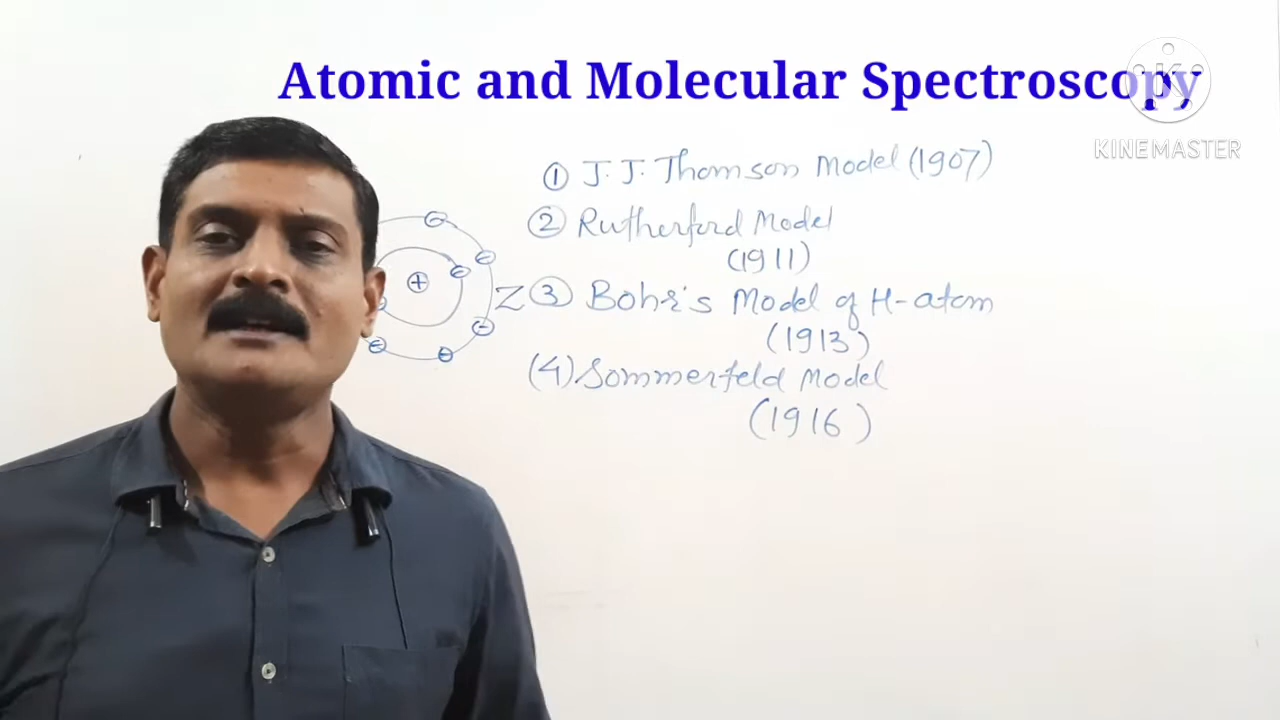 Atomic and Molecular Spectroscopy
KINEMASTER
① J.J. Thomson Model (1907)
② Rutherford Model
(1911)
Z ③ Bohr's Model of H-atom
(1913)
(4) Sommerfeld Model
(1916)